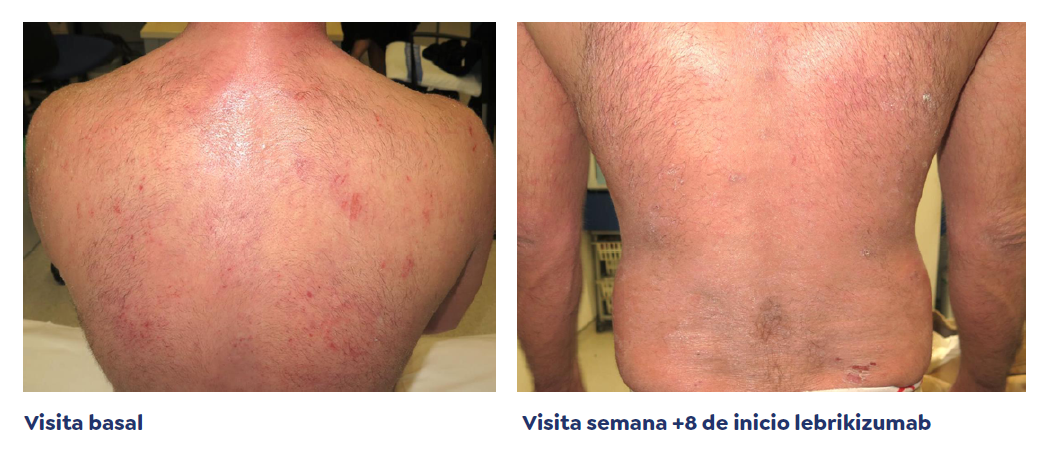 Visita basal
Visita semana +8 de inicio lebrikizumab